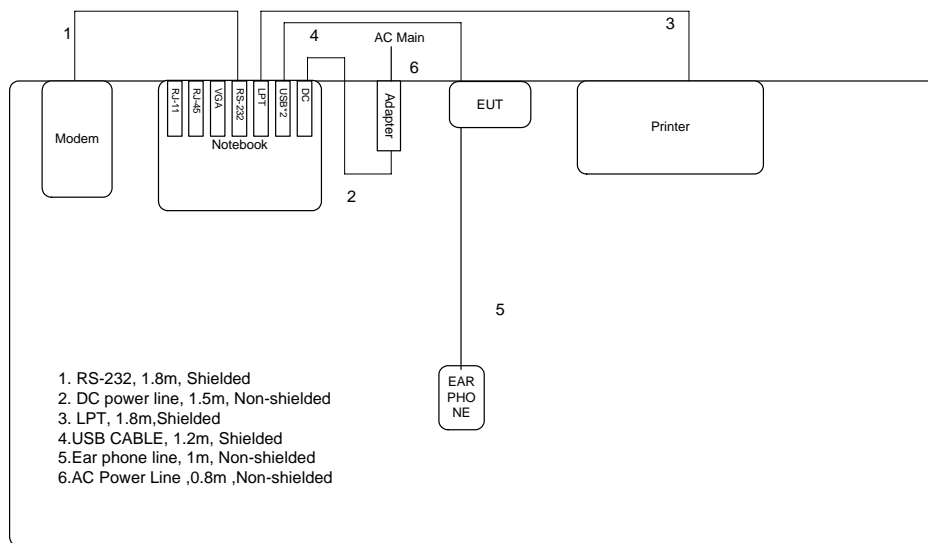 1
4
AC Main
3
6
RJ-11
RJ-45
VGA
RS-232
LPT
USB*2
DC
Adapter
EUT
Modem
Notebook
Printer
2
5
EAR
PHO
NE
1. RS-232, 1.8m, Shielded
2. DC power line, 1.5m, Non-shielded
3. LPT, 1.8m,Shielded
4.USB CABLE, 1.2m, Shielded
5.Ear phone line, 1m, Non-shielded
6.AC Power Line ,0.8m ,Non-shielded